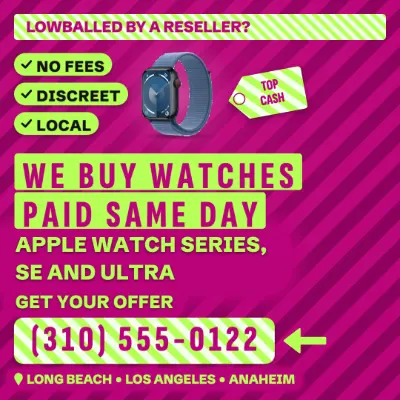 LOWBALLED BY A RESELLER?
✓ NO FEES
✓ DISCREET
✓ LOCAL
TOP
CASH
WE BUY WATCHES
PAID SAME DAY
APPLE WATCH SERIES,
SE AND ULTRA
GET YOUR OFFER
(310) 555-0122
LONG BEACH • LOS ANGELES • ANAHEIM